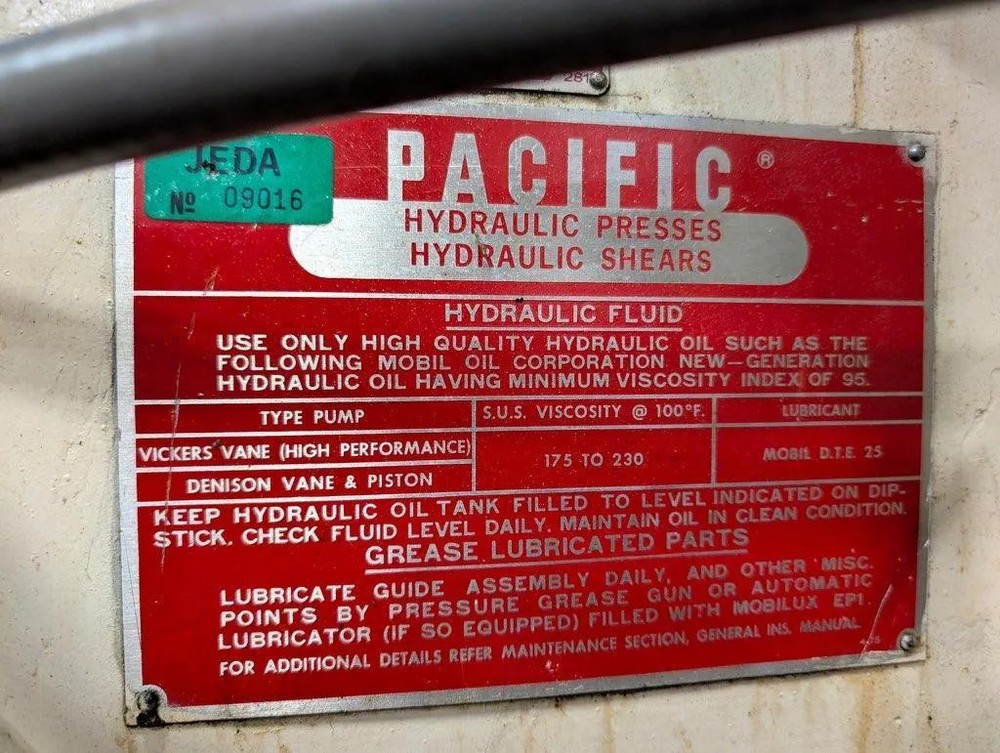 281
JEDA
No 09016
PACIFIC®
HYDRAULIC PRESSES
HYDRAULIC SHEARS
HYDRAULIC FLUID
USE ONLY HIGH QUALITY HYDRAULIC OIL SUCH AS THE
FOLLOWING MOBIL OIL CORPORATION NEW-GENERATION
HYDRAULIC OIL HAVING MINIMUM VISCOSITY INDEX OF 95.
TYPE PUMP
S.U.S. VISCOSITY @ 100°F.
LUBRICANT
VICKERS VANE (HIGH PERFORMANCE)
175 TO 230
MOBIL D.T.E. 25
DENISON VANE & PISTON
KEEP HYDRAULIC OIL TANK FILLED TO LEVEL INDICATED ON DIP-
STICK. CHECK FLUID LEVEL DAILY. MAINTAIN OIL IN CLEAN CONDITION.
GREASE LUBRICATED PARTS
LUBRICATE GUIDE ASSEMBLY DAILY, AND OTHER MISC.
POINTS BY PRESSURE GREASE GUN OR AUTOMATIC
LUBRICATOR (IF SO EQUIPPED) FILLED WITH MOBILUX EP1.
FOR ADDITIONAL DETAILS REFER MAINTENANCE SECTION, GENERAL INS. MANUAL.